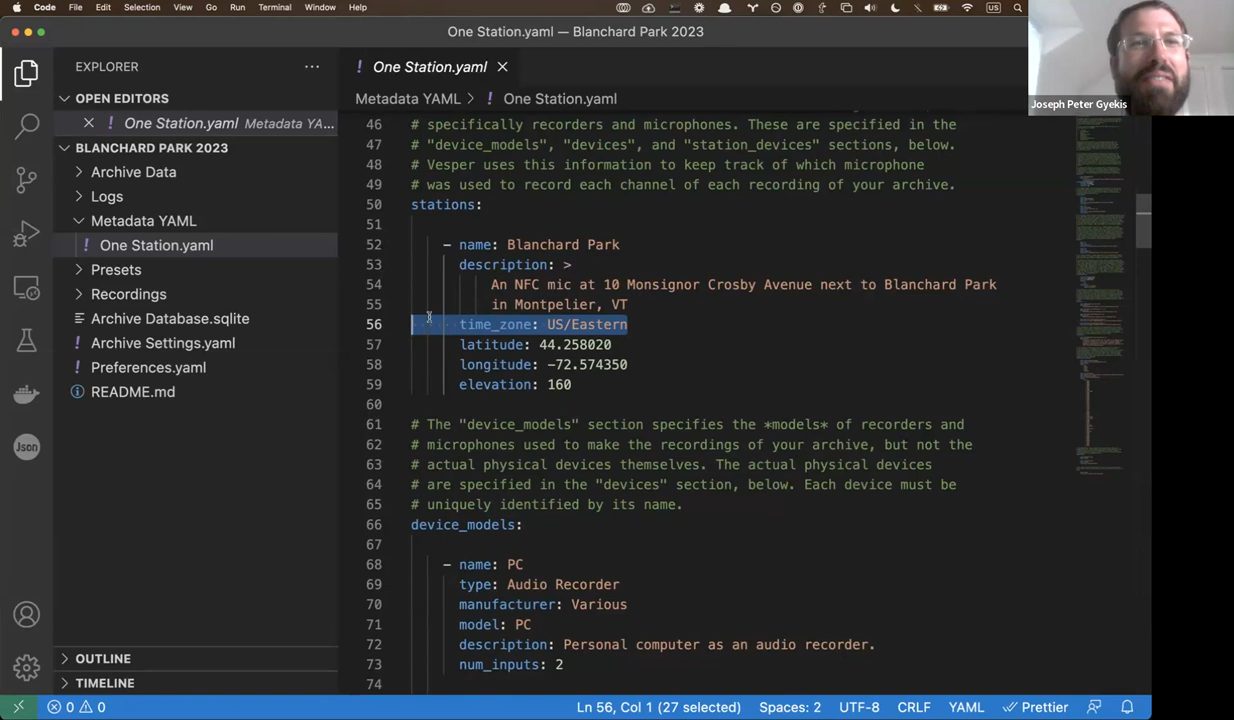 Code File Edit Selection View Go Run Terminal Window Help US
One Station.yaml — Blanchard Park 2023
Joseph Peter Gyekis
EXPLORER ...
! One Station.yaml
OPEN EDITORS
Metadata YAML > ! One Station.yaml
! One Station.yaml Metadata YA...
BLANCHARD PARK 2023
Archive Data
Logs
Metadata YAML
! One Station.yaml
Presets
Recordings
Archive Database.sqlite
Archive Settings.yaml
Preferences.yaml
README.md
OUTLINE
TIMELINE
Json
46 # specifically recorders and microphones. These are specified in the
47 # "device_models", "devices", and "station_devices" sections, below.
48 # Vesper uses this information to keep track of which microphone
49 # was used to record each channel of each recording of your archive.
50 stations:
51
52 - name: Blanchard Park
53 description: >
54 An NFC mic at 10 Monsignor Crosby Avenue next to Blanchard Park
55 in Montpelier, VT
56 time_zone: US/Eastern
57 latitude: 44.258020
58 longitude: -72.574350
59 elevation: 160
60
61 # The "device_models" section specifies the *models* of recorders and
62 # microphones used to make the recordings of your archive, but not the
63 # actual physical devices themselves. The actual physical devices
64 # are specified in the "devices" section, below. Each device must be
65 # uniquely identified by its name.
66 device_models:
67
68 - name: PC
69 type: Audio Recorder
70 manufacturer: Various
71 model: PC
72 description: Personal computer as an audio recorder.
73 num_inputs: 2
74
0 0 Ln 56, Col 1 (27 selected) Spaces: 2 UTF-8 CRLF YAML Prettier